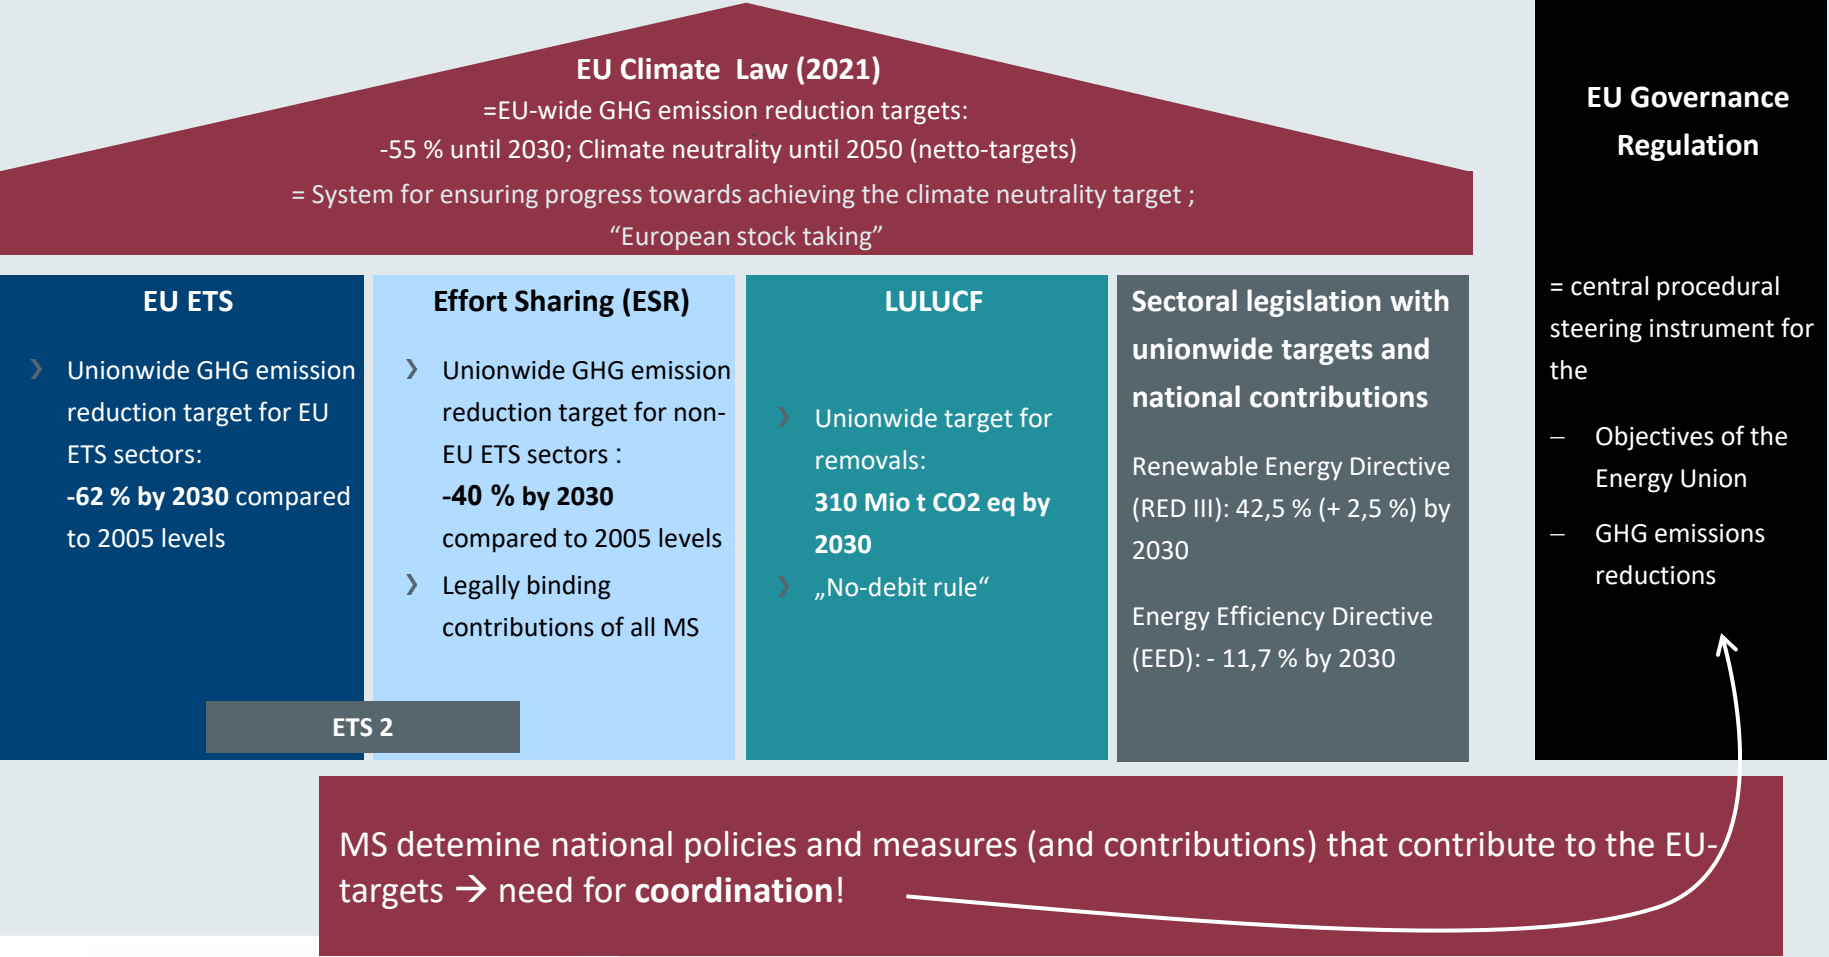 EU Climate  Law (2021)
=EU-wide GHG emission reduction targets:
-55 % until 2030; Climate neutrality until 2050 (netto-targets)
= System for ensuring progress towards achieving the climate neutrality target ;
“European stock taking”
EU ETS
❯ Unionwide GHG emission
reduction target for EU
ETS sectors:
-62 % by 2030 compared
to 2005 levels
Effort Sharing (ESR)
❯ Unionwide GHG emission
reduction target for non-
EU ETS sectors :
-40 % by 2030
compared to 2005 levels
❯ Legally binding
contributions of all MS
ETS 2
LULUCF
❯ Unionwide target for
removals:
310 Mio t CO2 eq by
2030
❯ „No-debit rule“
Sectoral legislation with
unionwide targets and
national contributions
Renewable Energy Directive
(RED III): 42,5 % (+ 2,5 %) by
2030
Energy Efficiency Directive
(EED): - 11,7 % by 2030
EU Governance
Regulation
= central procedural
steering instrument for
the
– Objectives of the
Energy Union
– GHG emissions
reductions
MS detemine national policies and measures (and contributions) that contribute to the EU-
targets → need for coordination!